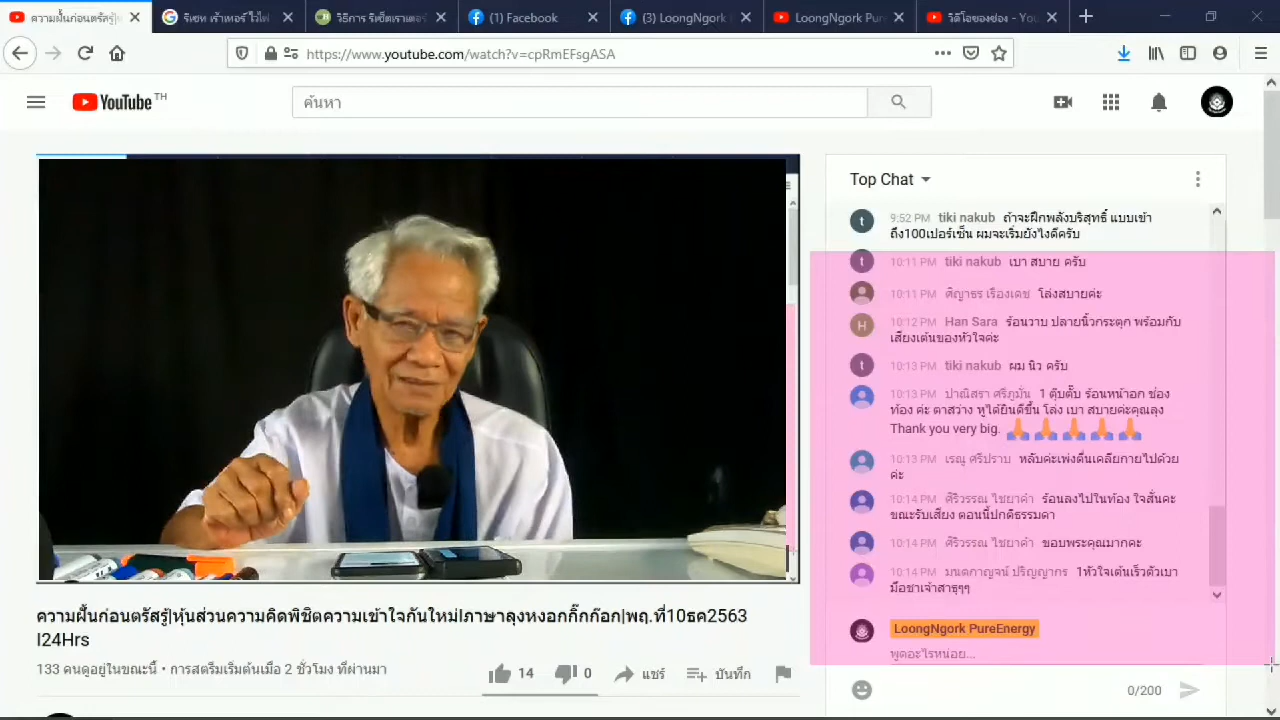 ความฝันก่อนตรัสรู้|
รีเซท เร้าเทอร์ ไม่ไฟ
วิธีการ รีเซ็ตเราเตอร์
(1) Facebook
(3) LoongNgork
LoongNgork Pur
วิดีโอของช่อง - You
https://www.youtube.com/watch?v=cpRmEFsgASA
YouTube TH
ค้นหา
Top Chat
9:52 PM tiki nakub ถ้าจะฝึกพลังบริสุทธิ์ แบบเข้า
ถึง100เปอร์เซ็น ผมจะเริ่มยังไงดีครับ
10:11 PM tiki nakub เบา สบาย ครับ
10:11 PM ศิญาธร เรืองเดช โล่งสบายค่ะ
10:12 PM Han Sara ร้อนวาบ ปลายนิ้วกระตุก พร้อมกับ
เสียงเต้นของหัวใจค่ะ
10:13 PM tiki nakub ผม นิว ครับ
10:13 PM ปาณิสรา ศรีภูมั่น 1 ตุ๊บตั๊บ ร้อนหน้าอก ช่อง
ท้อง ค่ะ ตาสว่าง หูได้ยินดีขึ้น โล่ง เบา สบายค่ะคุณลุง
Thank you very big. 🙏🙏🙏🙏🙏
10:13 PM เรณู ศรีปราบ หลับค่ะเพ่งตื่นเคลียกายไปด้วย
ค่ะ
10:14 PM ศิริวรรณ ไชยาคำ ร้อนลงไปในท้อง ใจสั่นคะ
ขณะรับเสียง ตอนนี้ปกติธรรมดา
10:14 PM ศิริวรรณ ไชยาคำ ขอบพระคุณมากคะ
10:14 PM มนตกาญจน์ ปริญญากร 1หัวใจเต้นเร็วตัวเบา
มือชาเจ้าสาธุๆๆ
LoongNgork PureEnergy
พูดอะไรหน่อย...
0/200
ความฝันก่อนตรัสรู้|หุ้นส่วนความคิดพิชิตความเข้าใจกันใหม่lภาษาลุงหงอกกิ๊กก๊อก|พฤ.ที่10ธค2563
l24Hrs
133 คนดูอยู่ในขณะนี้ • การสตรีมเริ่มต้นเมื่อ 2 ชั่วโมง ที่ผ่านมา
14
0
แชร์
บันทึก